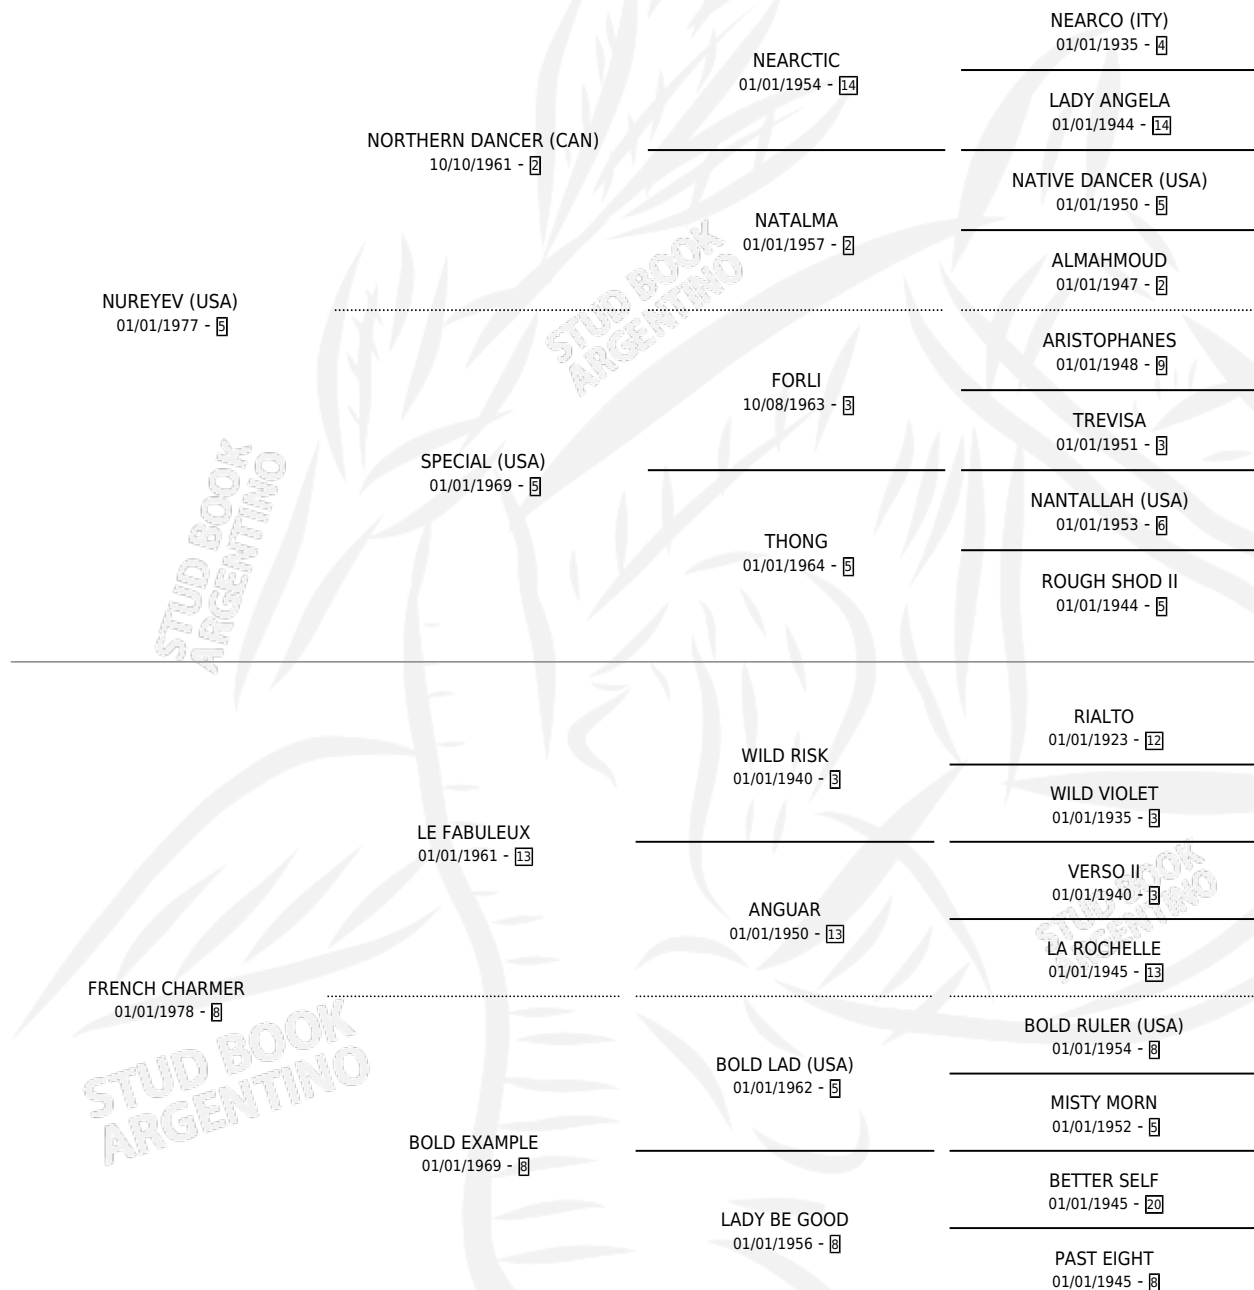 NUREYEV (USA)
01/01/1977 - 5
NORTHERN DANCER (CAN)
10/10/1961 - 2
NEARCTIC
01/01/1954 - 14
NEARCO (ITY)
01/01/1935 - 4
LADY ANGELA
01/01/1944 - 14
NATALMA
01/01/1957 - 2
NATIVE DANCER (USA)
01/01/1950 - 5
ALMAHMOUD
01/01/1947 - 2
SPECIAL (USA)
01/01/1969 - 5
FORLI
10/08/1963 - 3
ARISTOPHANES
01/01/1948 - 9
TREVISA
01/01/1951 - 3
THONG
01/01/1964 - 5
NANTALLAH (USA)
01/01/1953 - 6
ROUGH SHOD II
01/01/1944 - 5
FRENCH CHARMER
01/01/1978 - 8
LE FABULEUX
01/01/1961 - 13
WILD RISK
01/01/1940 - 3
RIALTO
01/01/1923 - 12
WILD VIOLET
01/01/1935 - 3
ANGUAR
01/01/1950 - 13
VERSO II
01/01/1940 - 3
LA ROCHELLE
01/01/1945 - 13
BOLD EXAMPLE
01/01/1969 - 8
BOLD LAD (USA)
01/01/1962 - 5
BOLD RULER (USA)
01/01/1954 - 8
MISTY MORN
01/01/1952 - 5
LADY BE GOOD
01/01/1956 - 8
BETTER SELF
01/01/1945 - 20
PAST EIGHT
01/01/1945 - 8
STUD BOOK
ARGENTINO
STUD BOOK
ARGENTINO
STUD BOOK
ARGENTINO
STUD BOOK
ARGENTINO